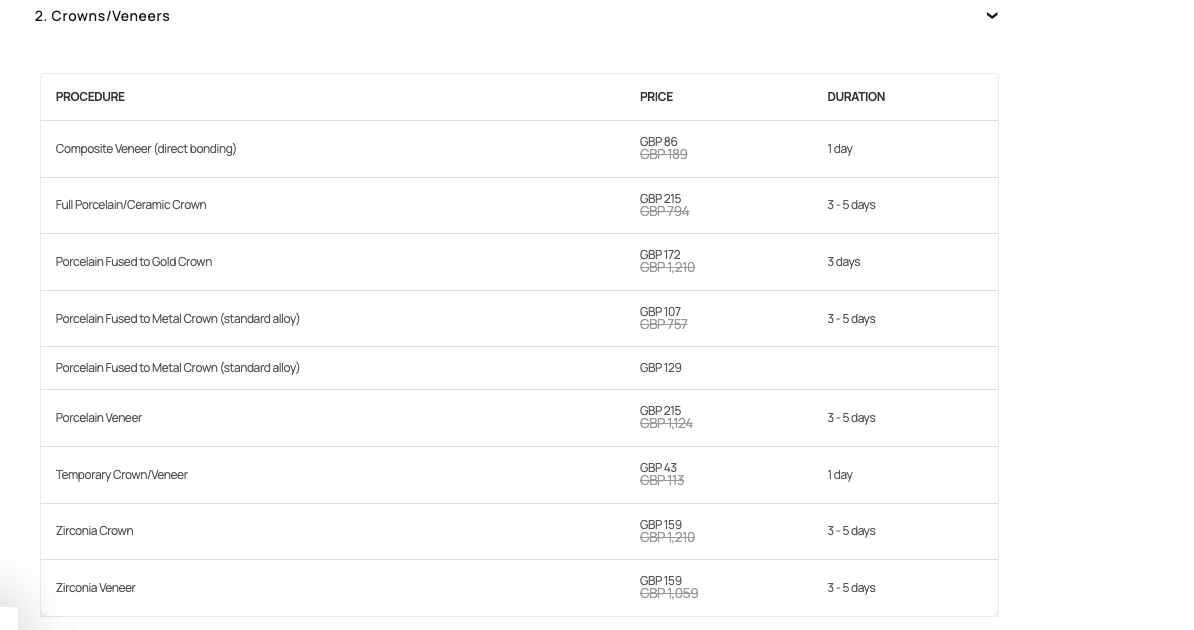 2. Crowns/Veneers
PROCEDURE PRICE DURATION
Composite Veneer (direct bonding) GBP 86 1 day
GBP 189
Full Porcelain/Ceramic Crown GBP 215 3 - 5 days
GBP 794
Porcelain Fused to Gold Crown GBP 172 3 days
GBP 1,210
Porcelain Fused to Metal Crown (standard alloy) GBP 107 3 - 5 days
GBP 757
Porcelain Fused to Metal Crown (standard alloy) GBP 129
Porcelain Veneer GBP 215 3 - 5 days
GBP 1,124
Temporary Crown/Veneer GBP 43 1 day
GBP 113
Zirconia Crown GBP 159 3 - 5 days
GBP 1,210
Zirconia Veneer GBP 159 3 - 5 days
GBP 1,059